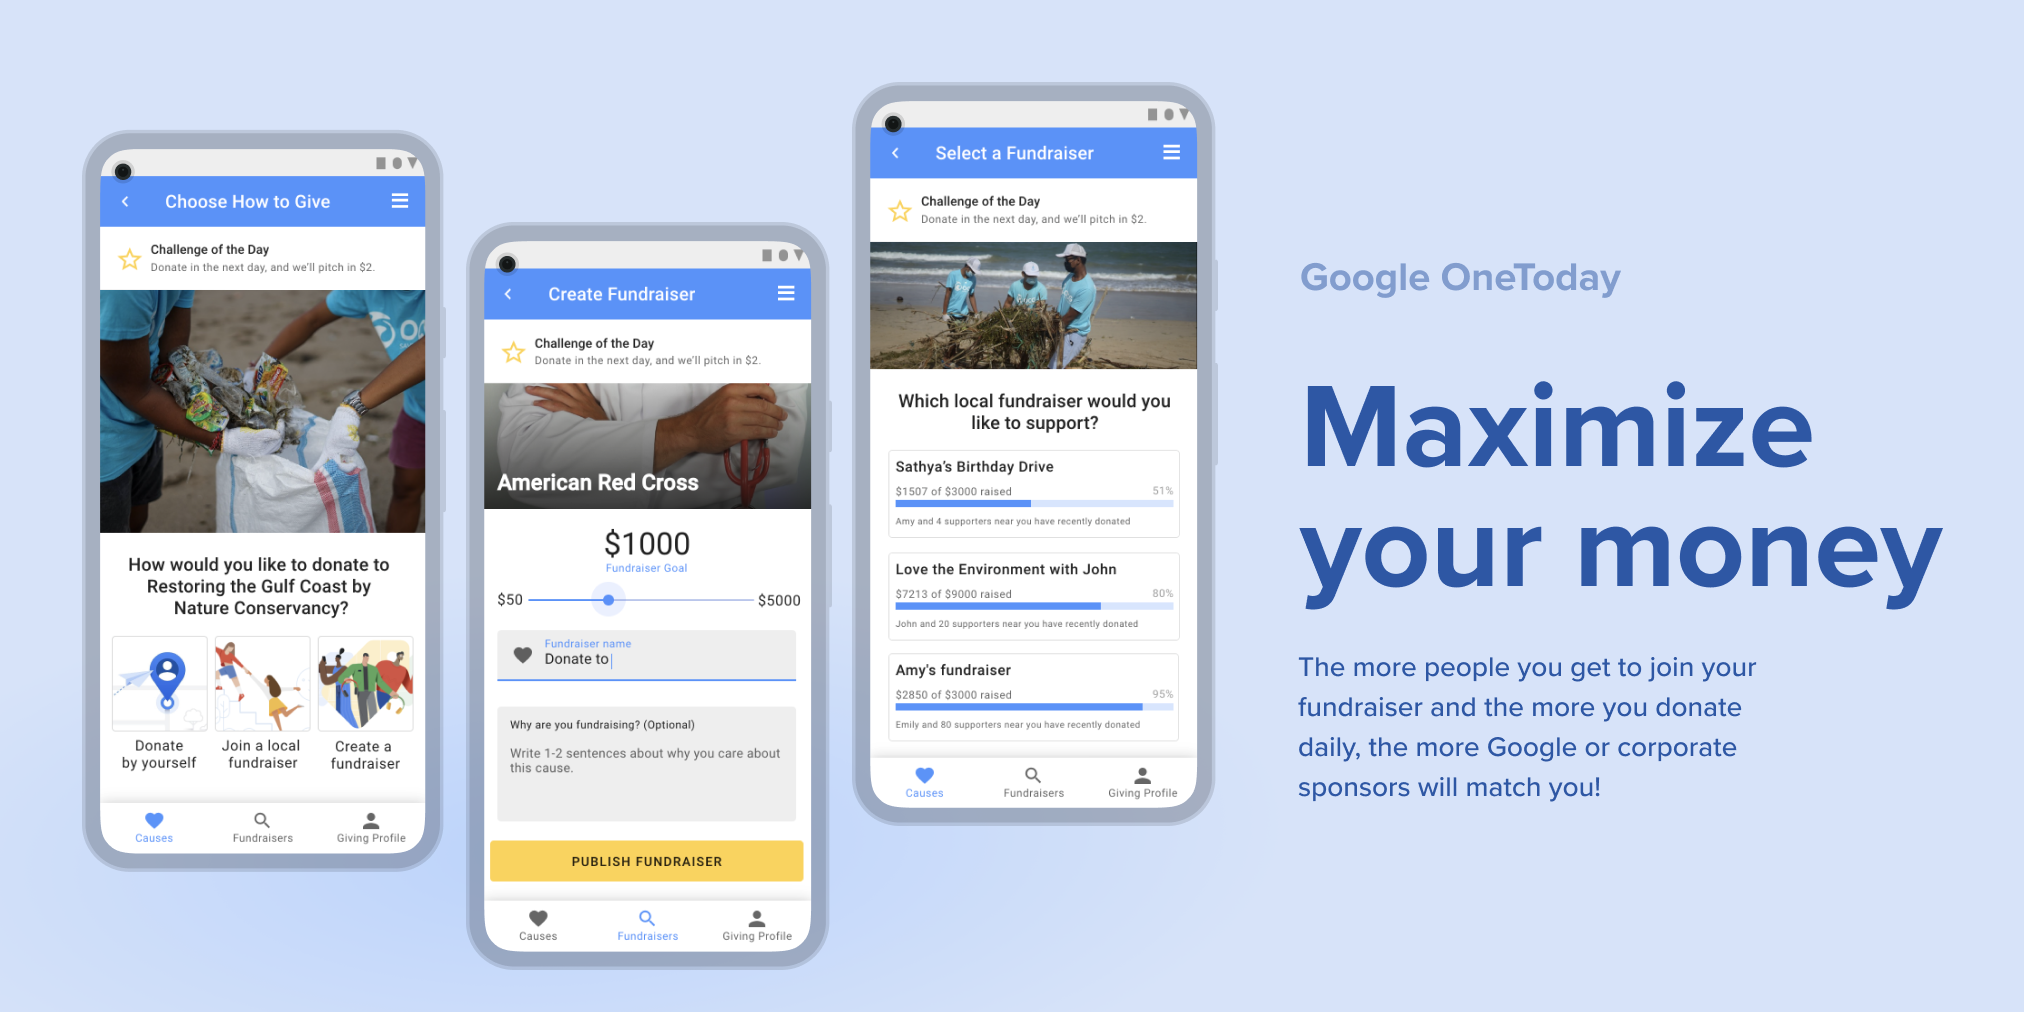 Choose How to Give
Challenge of the Day
Donate in the next day, and we'll pitch in $2.
How would you like to donate to
Restoring the Gulf Coast by
Nature Conservancy?
Donate
by yourself
Join a local
fundraiser
Create a
fundraiser
Causes
Fundraisers
Giving Profile
Create Fundraiser
Challenge of the Day
Donate in the next day, and we'll pitch in $2.
American Red Cross
$1000
Fundraiser Goal
$50
$5000
Fundraiser name
Donate to
Why are you fundraising? (Optional)
Write 1-2 sentences about why you care about
this cause.
PUBLISH FUNDRAISER
Causes
Fundraisers
Giving Profile
Select a Fundraiser
Challenge of the Day
Donate in the next day, and we'll pitch in $2.
Which local fundraiser would you
like to support?
Sathya's Birthday Drive
$1507 of $3000 raised 51%
Amy and 4 supporters near you have recently donated
Love the Environment with John
$7213 of $9000 raised 80%
John and 20 supporters near you have recently donated
Amy's fundraiser
$2850 of $3000 raised 95%
Emily and 80 supporters near you have recently donated
Causes
Fundraisers
Giving Profile
Google OneToday
Maximize
your money
The more people you get to join your
fundraiser and the more you donate
daily, the more Google or corporate
sponsors will match you!